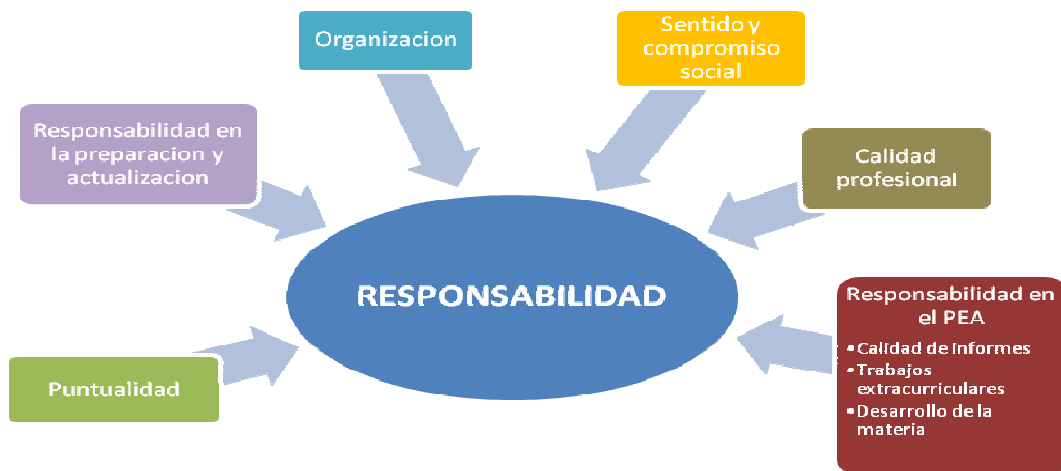 Organizacion
Sentido y
compromiso
social
Responsabilidad en
la preparacion y
actualizacion
Calidad
profesional
RESPONSABILIDAD
Puntualidad
Responsabilidad en
el PEA
•Calidad de informes
•Trabajos
extracurriculares
•Desarrollo de la
materia